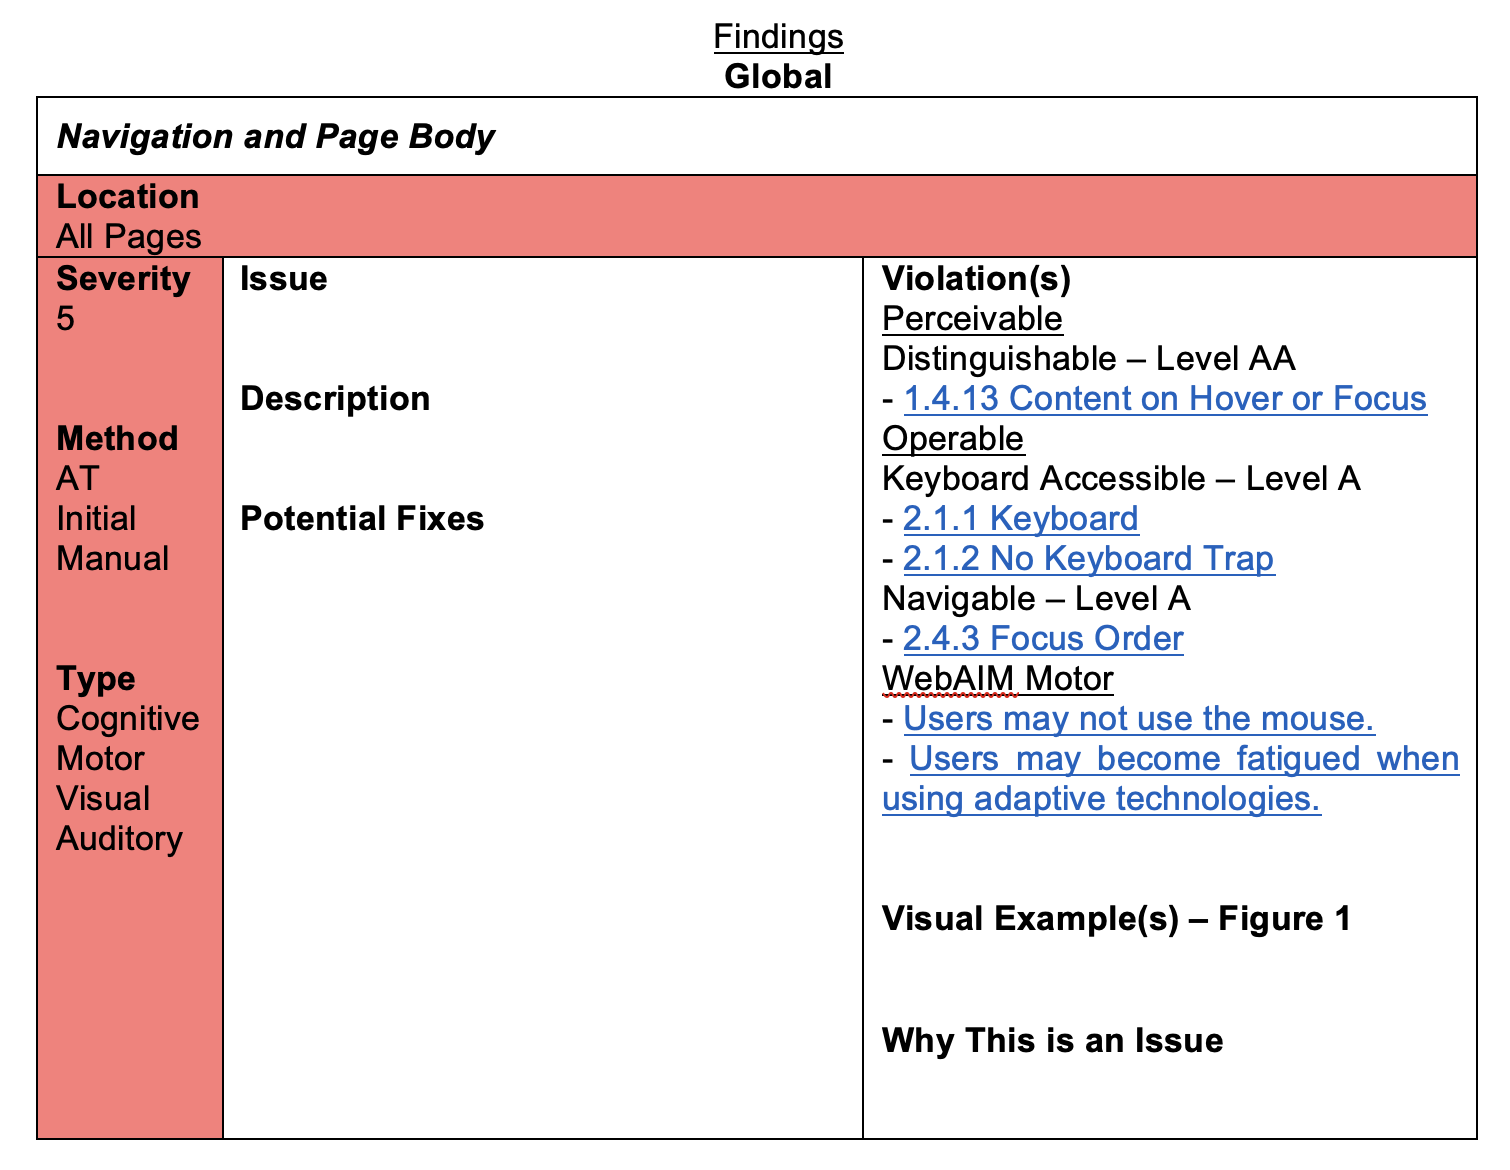 Findings
Global
Navigation and Page Body
Location
All Pages
Severity
5
Method
AT
Initial
Manual
Type
Cognitive
Motor
Visual
Auditory
Issue
Description
Potential Fixes
Violation(s)
Perceivable
Distinguishable – Level AA
- 1.4.13 Content on Hover or Focus
Operable
Keyboard Accessible – Level A
- 2.1.1 Keyboard
- 2.1.2 No Keyboard Trap
Navigable – Level A
- 2.4.3 Focus Order
WebAIM Motor
- Users may not use the mouse.
- Users may become fatigued when
using adaptive technologies.
Visual Example(s) – Figure 1
Why This is an Issue